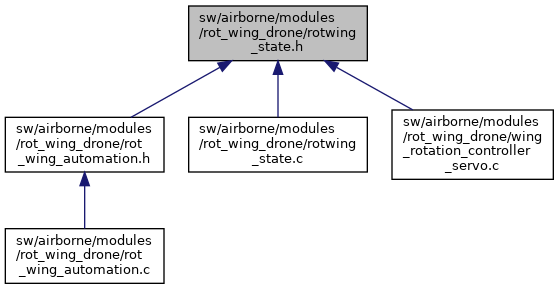 sw/airborne/modules
/rot_wing_drone/rotwing
_state.h
sw/airborne/modules
/rot_wing_drone/rot
_wing_automation.h
sw/airborne/modules
/rot_wing_drone/rotwing
_state.c
sw/airborne/modules
/rot_wing_drone/wing
_rotation_controller
_servo.c
sw/airborne/modules
/rot_wing_drone/rot
_wing_automation.c